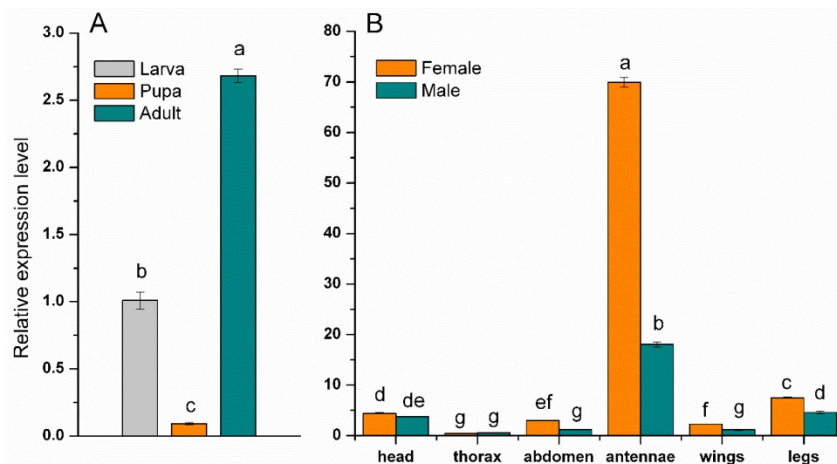 A
Larva
Pupa
Adult
Relative expression level
3.0
2.5
2.0
1.5
1.0
0.5
0.0
b
c
a
B
Female
Male
80
70
60
50
40
30
20
10
0
d
de
g
g
ef
g
a
b
f
g
c
d
head thorax abdomen antennae wings legs